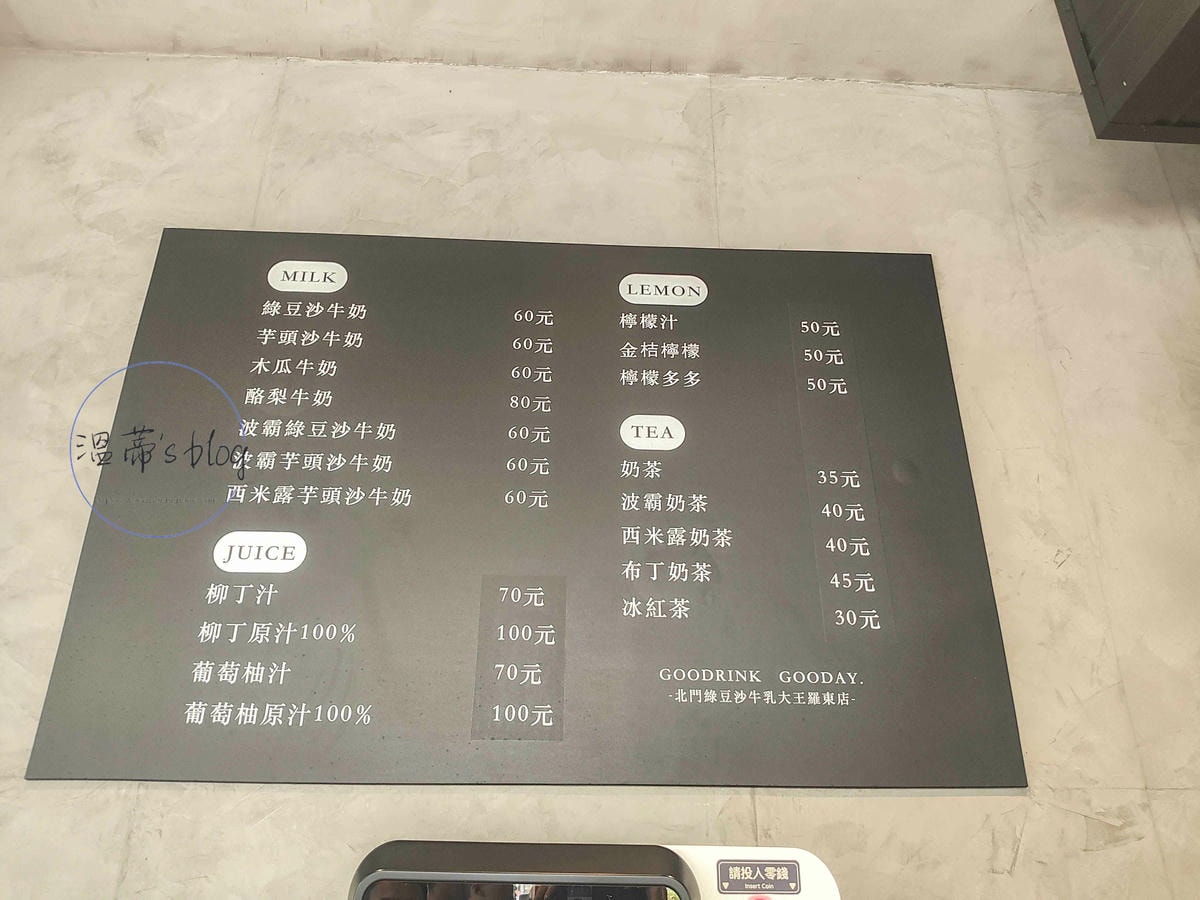 MILK
綠豆沙牛奶 60元
芋頭沙牛奶 60元
木瓜牛奶 60元
酪梨牛奶 80元
波霸綠豆沙牛奶 60元
波霸芋頭沙牛奶 60元
西米露芋頭沙牛奶 60元
JUICE
柳丁汁 70元
柳丁原汁100% 100元
葡萄柚汁 70元
葡萄柚原汁100% 100元
LEMON
檸檬汁 50元
金桔檸檬 50元
檸檬多多 50元
TEA
奶茶 35元
波霸奶茶 40元
西米露奶茶 40元
布丁奶茶 45元
冰紅茶 30元
GOODRINK GOODAY.
-北門綠豆沙牛乳大王羅東店-
溫蒂's blog
請投入零錢
Insert Coin